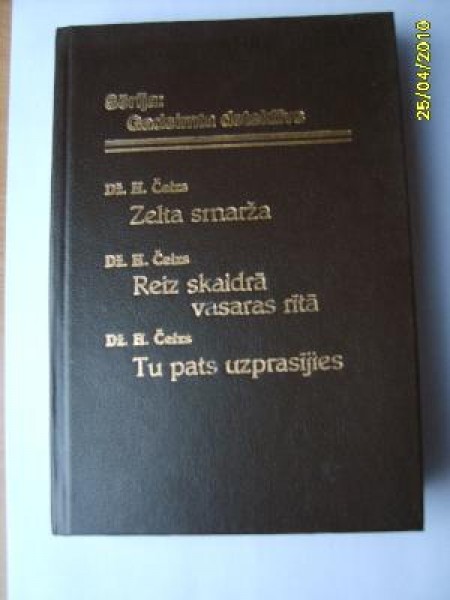 Sērija:
Gadsimta detektīvs
Dž. H. Čeizs
Zelta smarža
Dž. H. Čeizs
Reiz skaidrā
vasaras rītā
Dž. H. Čeizs
Tu pats uzprasījies
25/04/2010